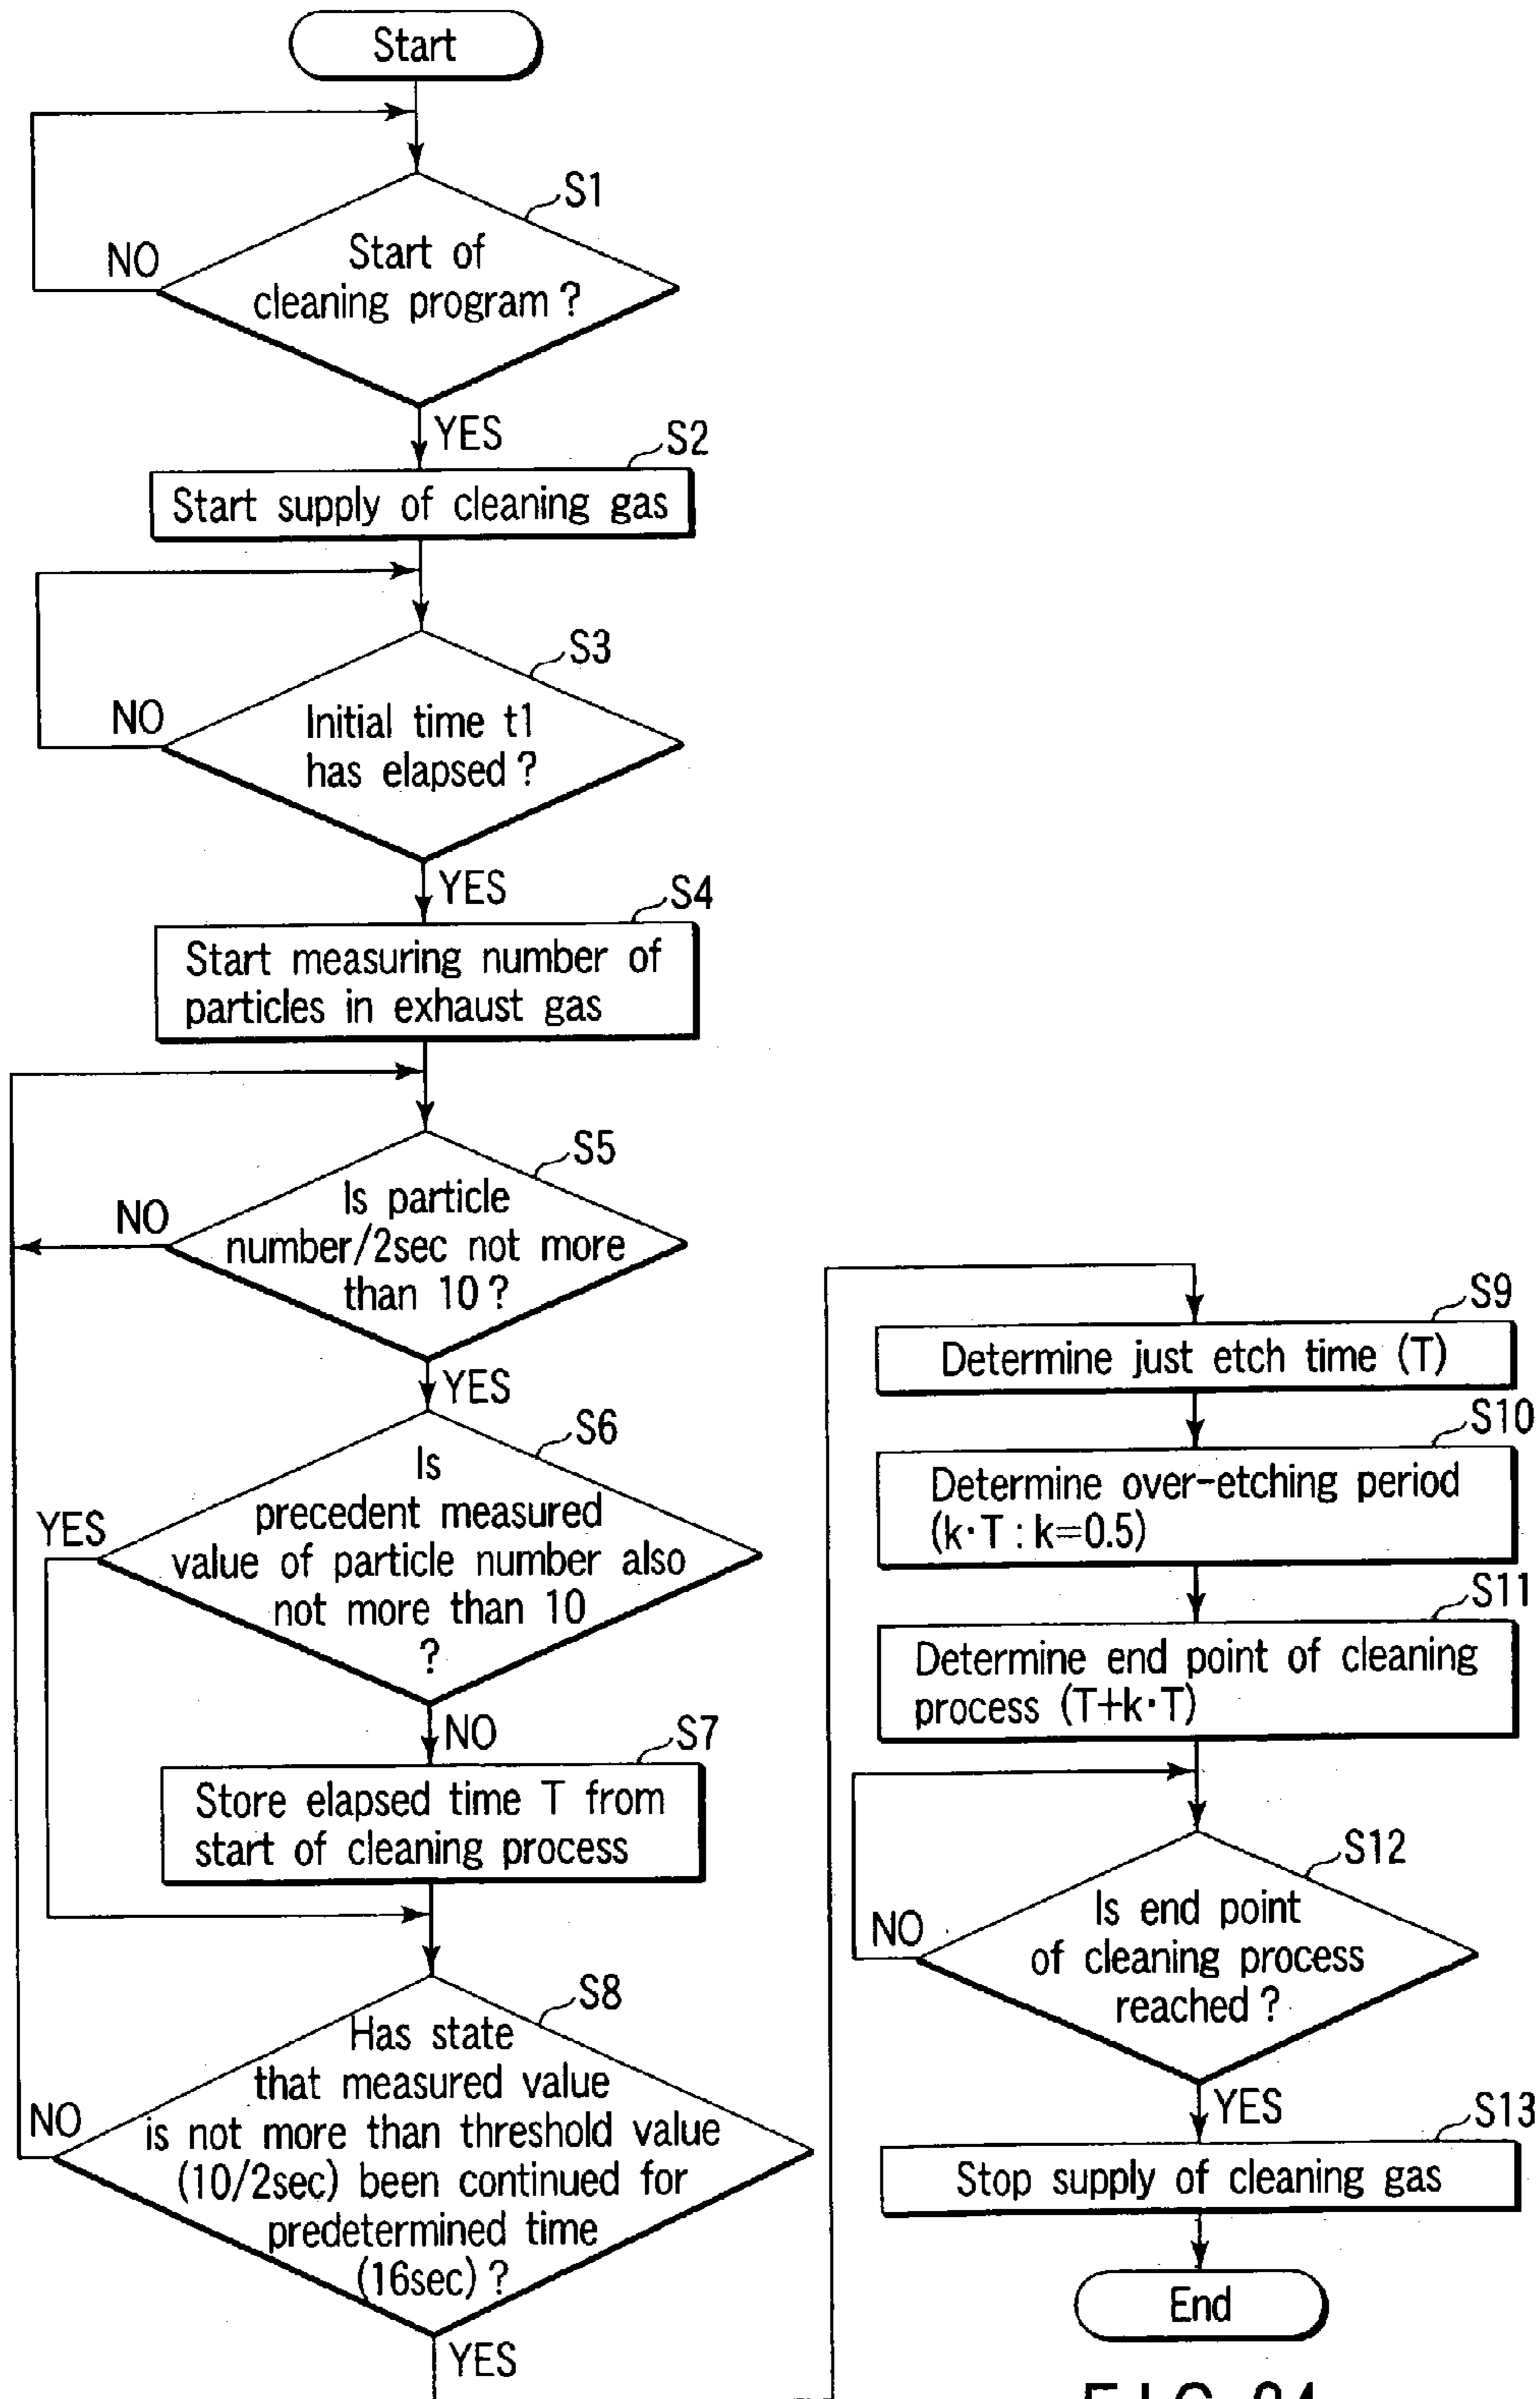 Start
S1
NO
Start of
cleaning program ?
YES
S2
Start supply of cleaning gas
S3
NO
Initial time t1
has elapsed ?
YES
S4
Start measuring number of
particles in exhaust gas
S5
NO
Is particle
number/2sec not more
than 10 ?
YES
S6
YES
Is
precedent measured
value of particle number also
not more than 10
?
NO
S7
Store elapsed time T from
start of cleaning process
S8
NO
Has state
that measured value
is not more than threshold value
(10/2sec) been continued for
predetermined time
(16sec) ?
YES
S9
Determine just etch time (T)
S10
Determine over-etching period
(k·T : k=0.5)
S11
Determine end point of cleaning
process (T+k·T)
S12
NO
Is end point
of cleaning process
reached ?
YES
S13
Stop supply of cleaning gas
End